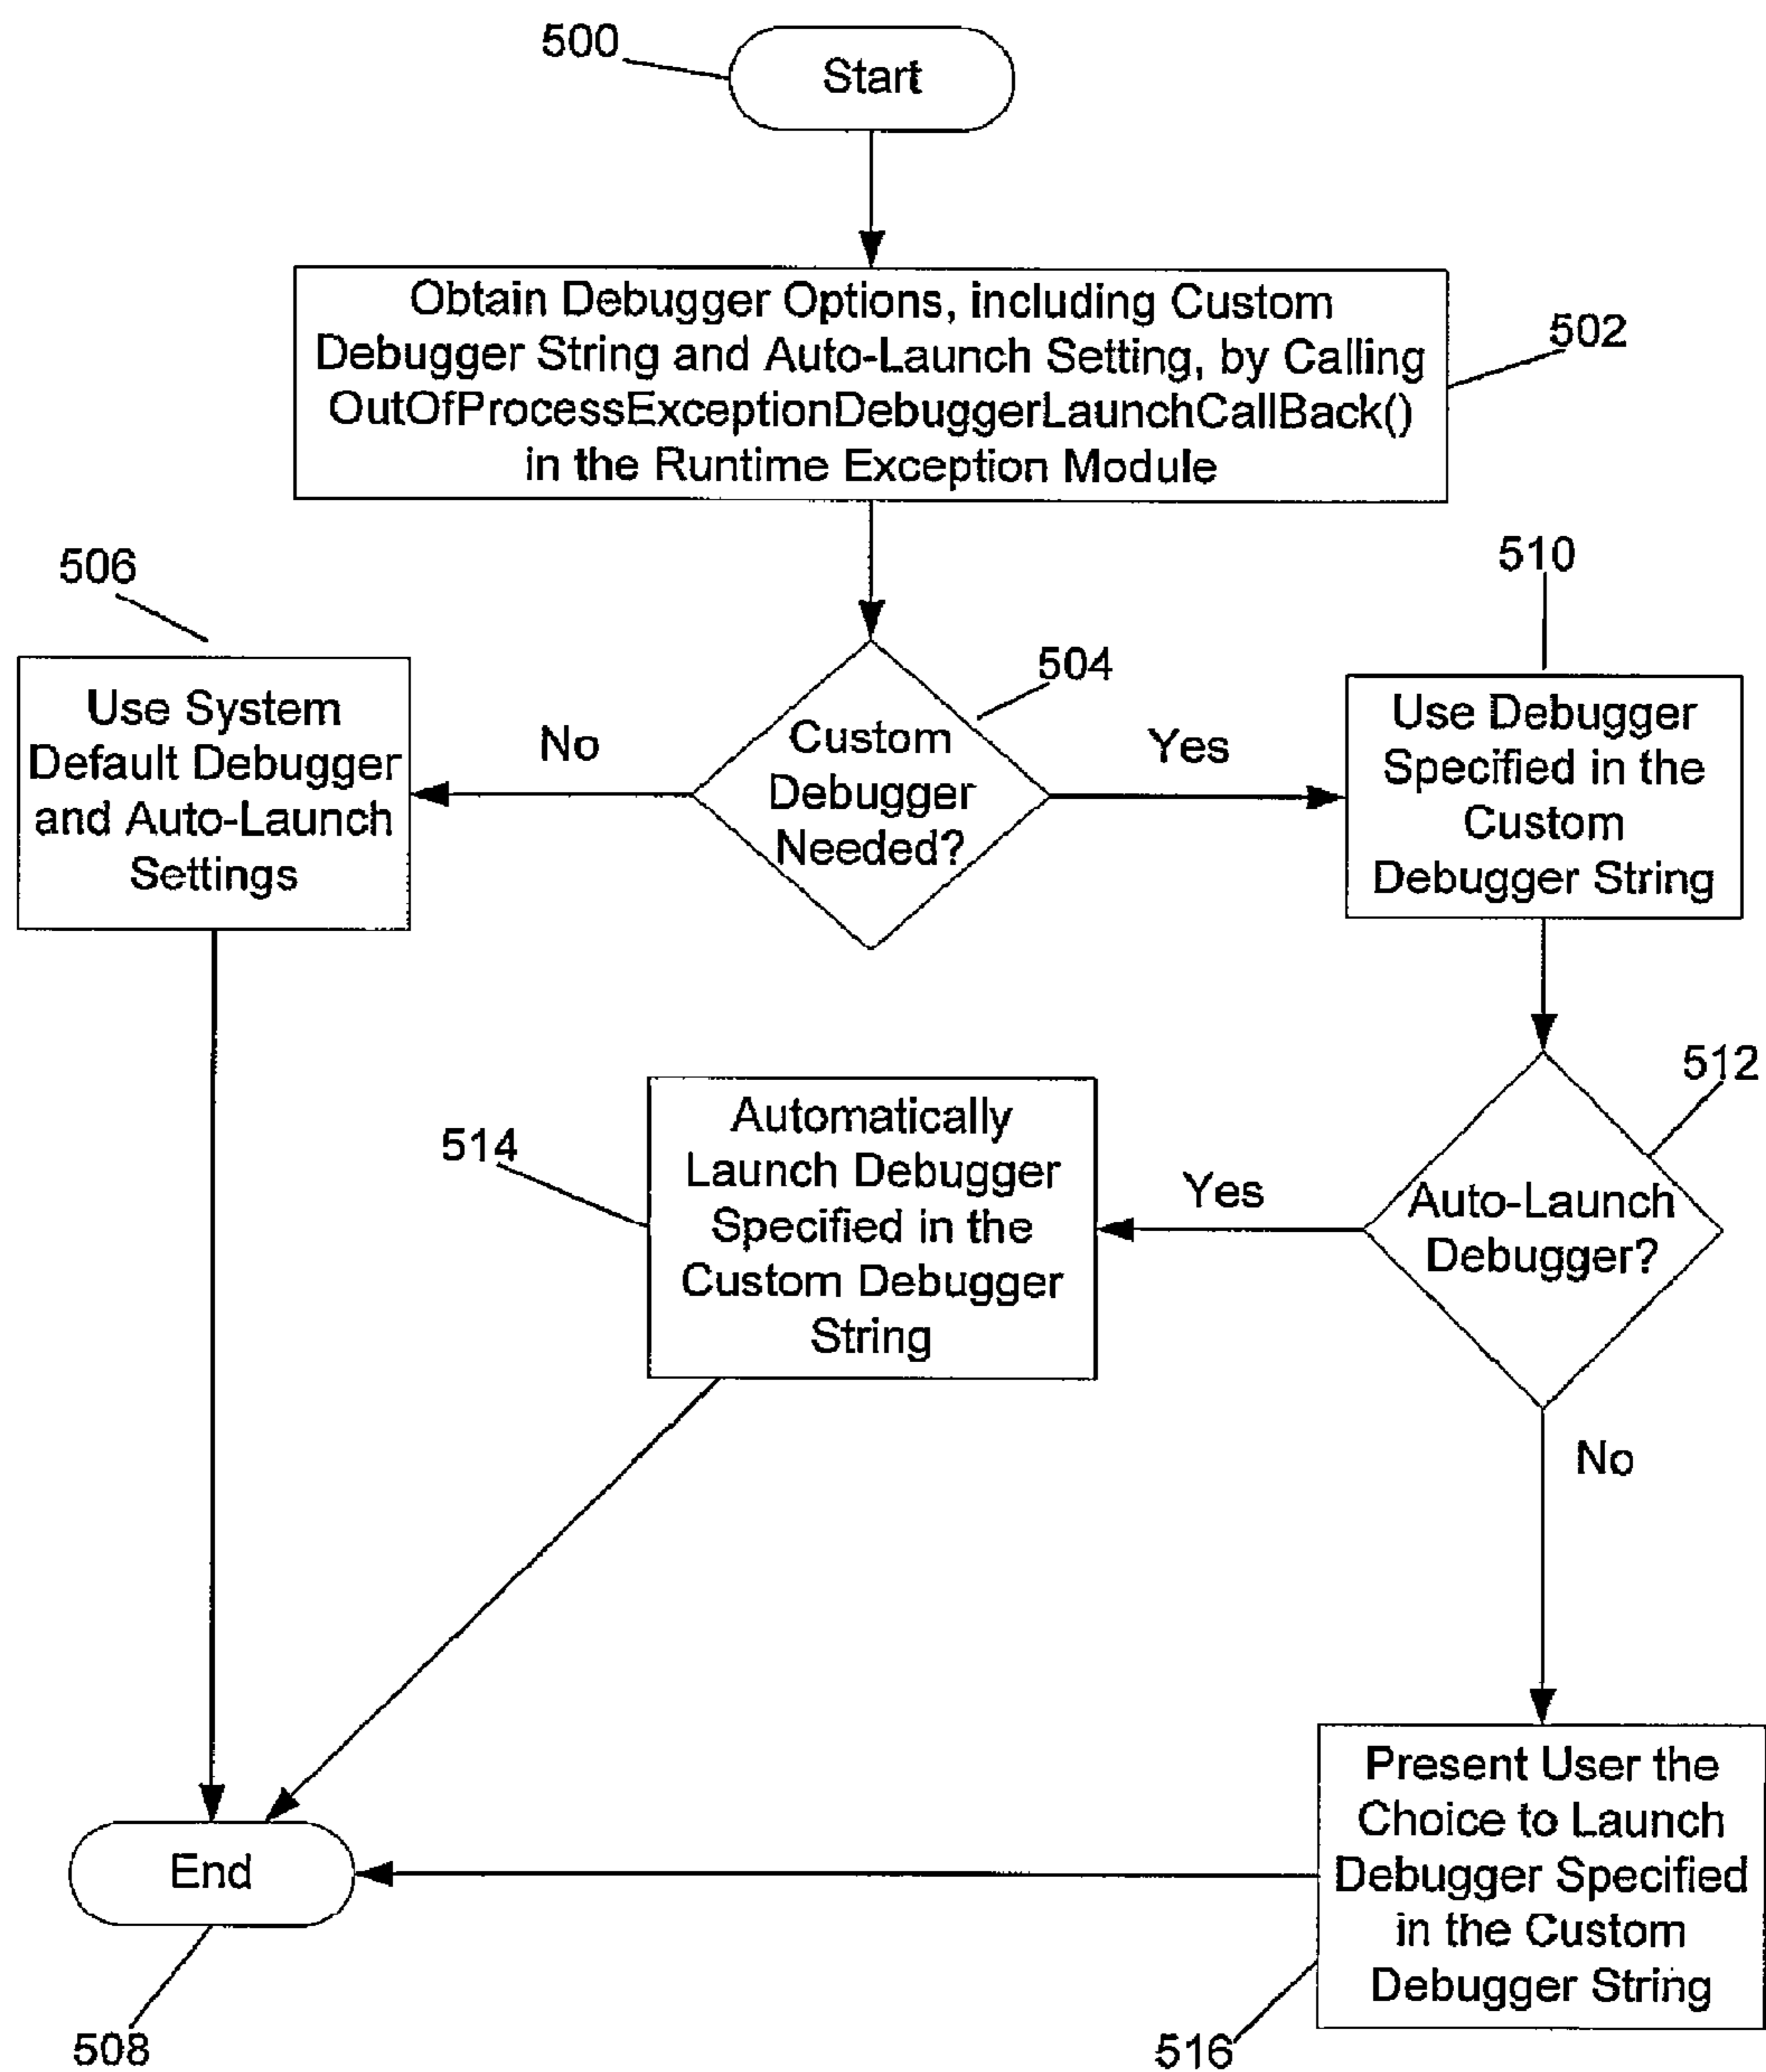 500
Start
Obtain Debugger Options, including Custom
Debugger String and Auto-Launch Setting, by Calling
OutOfProcessExceptionDebuggerLaunchCallBack()
in the Runtime Exception Module
502
506
Use System
Default Debugger
and Auto-Launch
Settings
No
504
Custom
Debugger
Needed?
Yes
510
Use Debugger
Specified in the
Custom
Debugger String
512
Auto-Launch
Debugger?
Yes
514
Automatically
Launch Debugger
Specified in the
Custom Debugger
String
No
Present User the
Choice to Launch
Debugger Specified
in the Custom
Debugger String
516
End
508